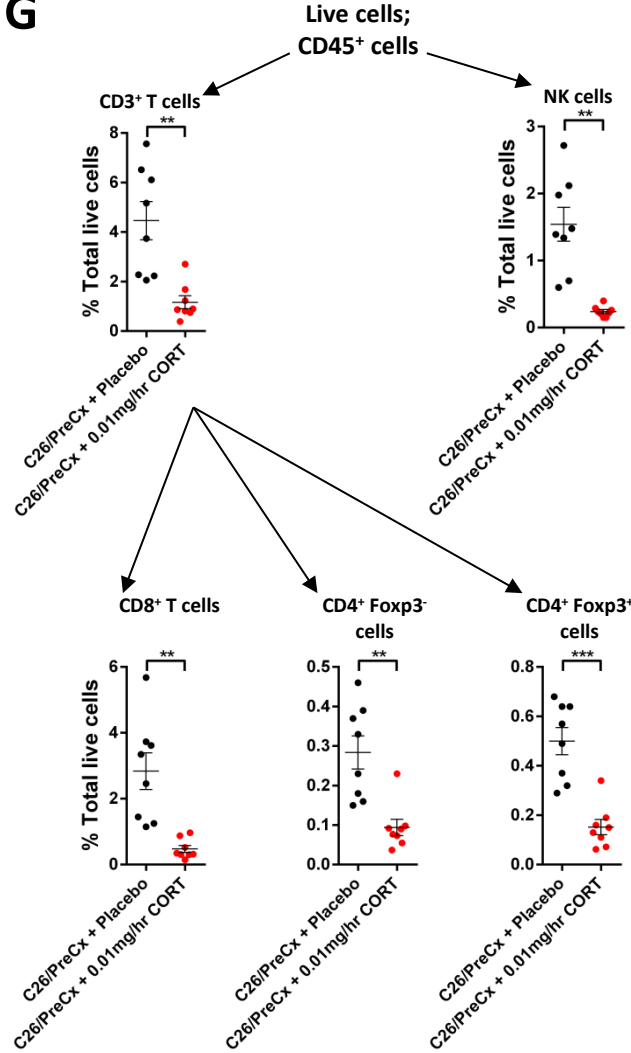 G
Live cells;
CD45⁺ cells
CD3⁺ T cells
**
% Total live cells
8
6
4
2
0
C26/PreCx + Placebo
C26/PreCx + 0.01mg/hr CORT
NK cells
**
% Total live cells
3
2
1
0
C26/PreCx + Placebo
C26/PreCx + 0.01mg/hr CORT
CD8⁺ T cells
**
% Total live cells
6
4
2
0
C26/PreCx + Placebo
C26/PreCx + 0.01mg/hr CORT
CD4⁺ Foxp3⁻
cells
**
0.5
0.4
0.3
0.2
0.1
0.0
C26/PreCx + Placebo
C26/PreCx + 0.01mg/hr CORT
CD4⁺ Foxp3⁺
cells
***
0.8
0.6
0.4
0.2
0.0
C26/PreCx + Placebo
C26/PreCx + 0.01mg/hr CORT